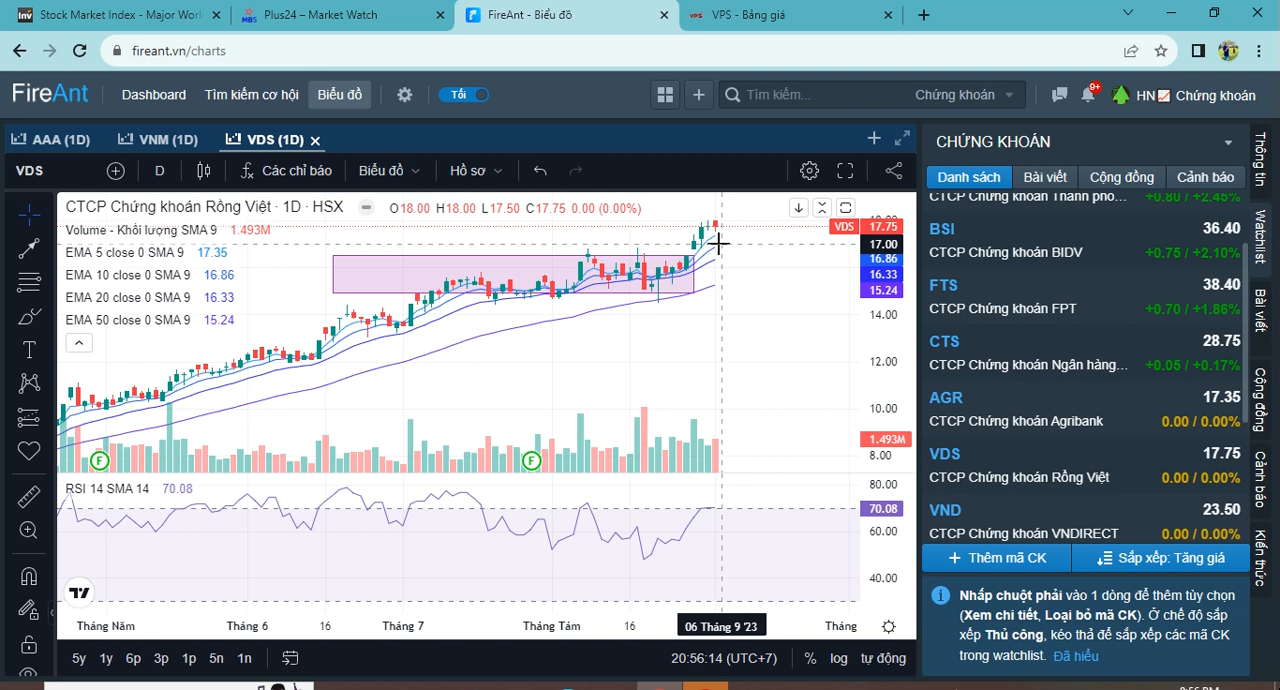 Stock Market Index - Major Worl
Plus24 – Market Watch
FireAnt - Biểu đồ
VPS - Bảng giá
fireant.vn/charts
FireAnt
Dashboard
Tìm kiếm cơ hội
Biểu đồ
Tối
Tìm kiếm...
Chứng khoán
9+
HN
Chứng khoán
AAA (1D)
VNM (1D)
VDS (1D)
VDS
D
Các chỉ báo
Biểu đồ
Hồ sơ
CTCP Chứng khoán Rồng Việt · 1D · HSX
O18.00 H18.00 L17.50 C17.75 0.00 (0.00%)
Volume - Khối lượng SMA 9 1.493M
EMA 5 close 0 SMA 9 17.35
EMA 10 close 0 SMA 9 16.86
EMA 20 close 0 SMA 9 16.33
EMA 50 close 0 SMA 9 15.24
VDS 17.75
17.00
16.86
16.33
15.24
14.00
12.00
10.00
1.493M
8.00
F
F
RSI 14 SMA 14 70.08
80.00
70.08
60.00
40.00
Tháng Năm
Tháng 6
16
Tháng 7
Tháng Tám
16
06 Tháng 9 '23
Tháng
5y 1y 6p 3p 1p 5n 1n
20:56:14 (UTC+7)
% log tự động
CHỨNG KHOÁN
Danh sách
Bài viết
Cộng đồng
Cảnh báo
CTCP Chứng khoán Thành pho...
+0.80 / +2.45%
BSI 36.40
CTCP Chứng khoán BIDV +0.75 / +2.10%
FTS 38.40
CTCP Chứng khoán FPT +0.70 / +1.86%
CTS 28.75
CTCP Chứng khoán Ngân hàng... +0.05 / +0.17%
AGR 17.35
CTCP Chứng khoán Agribank 0.00 / 0.00%
VDS 17.75
CTCP Chứng khoán Rồng Việt 0.00 / 0.00%
VND 23.50
CTCP Chứng khoán VNDIRECT 0.00 / 0.00%
+ Thêm mã CK
Sắp xếp: Tăng giá
Nhấp chuột phải vào 1 dòng để thêm tùy chọn
(Xem chi tiết, Loại bỏ mã CK). Ở chế độ sắp
xếp Thủ công, kéo thả để sắp xếp các mã CK
trong watchlist. Đã hiểu
Thông tin
Watchlist
Bài viết
Cộng đồng
Cảnh báo
Kiến thức